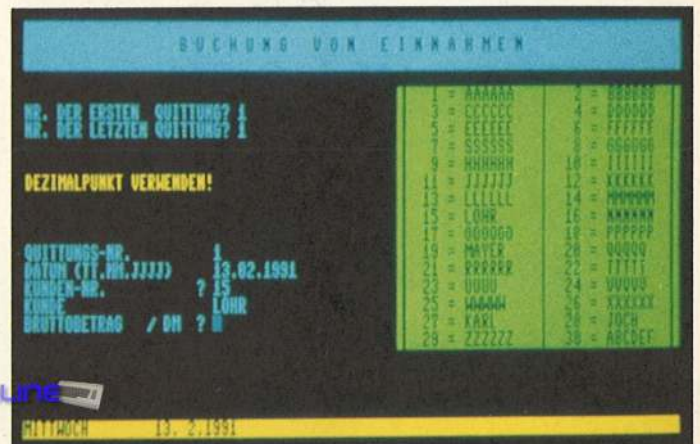 BUCHUNG VON EINNAHMEN
NR. DER ERSTEN QUITTUNG? 1
NR. DER LETZTEN QUITTUNG? 1
DEZIMALPUNKT VERWENDEN!
QUITTUNGS-NR. 1
DATUM (TT.MM.JJJJ) 13.02.1991
KUNDEN-NR. ? 15
KUNDE LOHR
BRUTTOBETRAG / DM ?
1 = AAAAAA 2 = BBBBBB
3 = CCCCCC 4 = DDDDDD
5 = EEEEEE 6 = FFFFFF
7 = SSSSSS 8 = GGGGGG
9 = HHHHHH 10 = IIIIII
11 = JJJJJJ 12 = KKKKKK
13 = LLLLLL 14 = MMMMMM
15 = LOHR 16 = NNNNNN
17 = OOOOOO 18 = PPPPPP
19 = MAYER 20 = QQQQQ
21 = RRRRRR 22 = TTTTT
23 = UUUU 24 = VVVVV
25 = WWWWW 26 = XXXXXX
27 = KARL 28 = JOCH
29 = ZZZZZZ 30 = ABCDEF
LINE
MITTWOCH 13. 2.1991